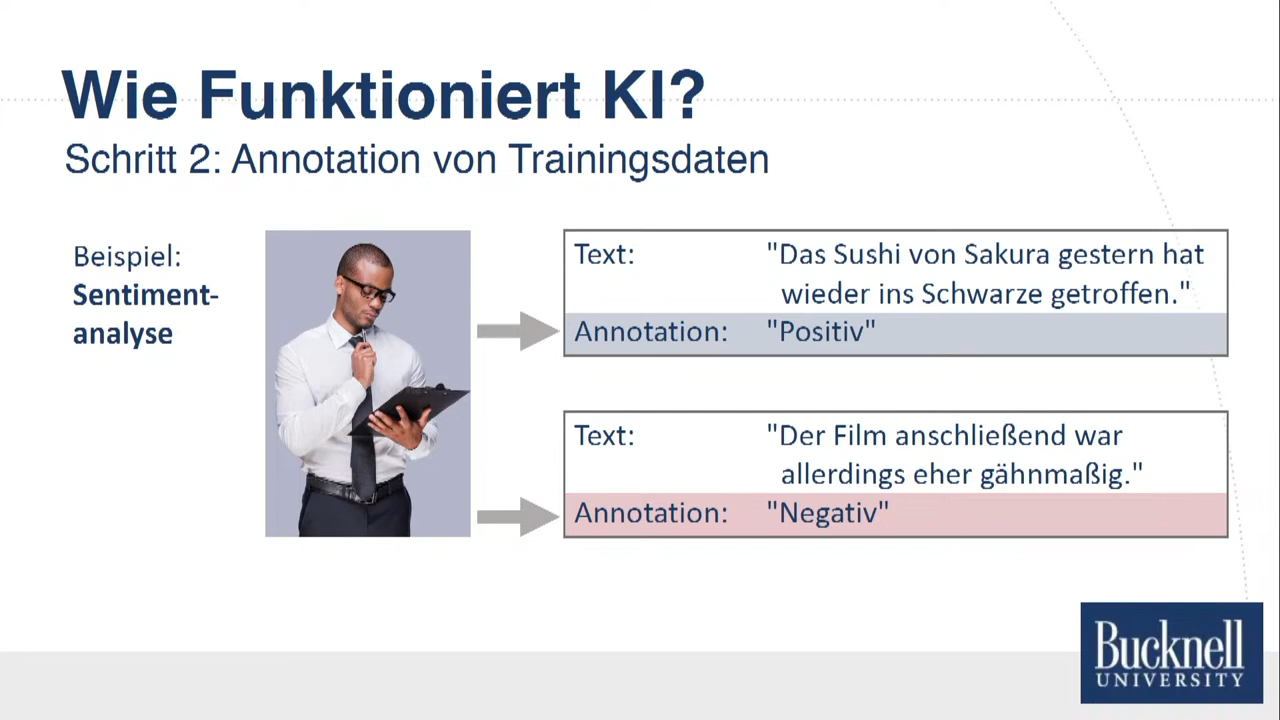 Wie Funktioniert KI?
Schritt 2: Annotation von Trainingsdaten
Beispiel:
Sentiment-
analyse
Text: "Das Sushi von Sakura gestern hat
wieder ins Schwarze getroffen."
Annotation: "Positiv"
Text: "Der Film anschließend war
allerdings eher gähnmaßig."
Annotation: "Negativ"
Bucknell
UNIVERSITY